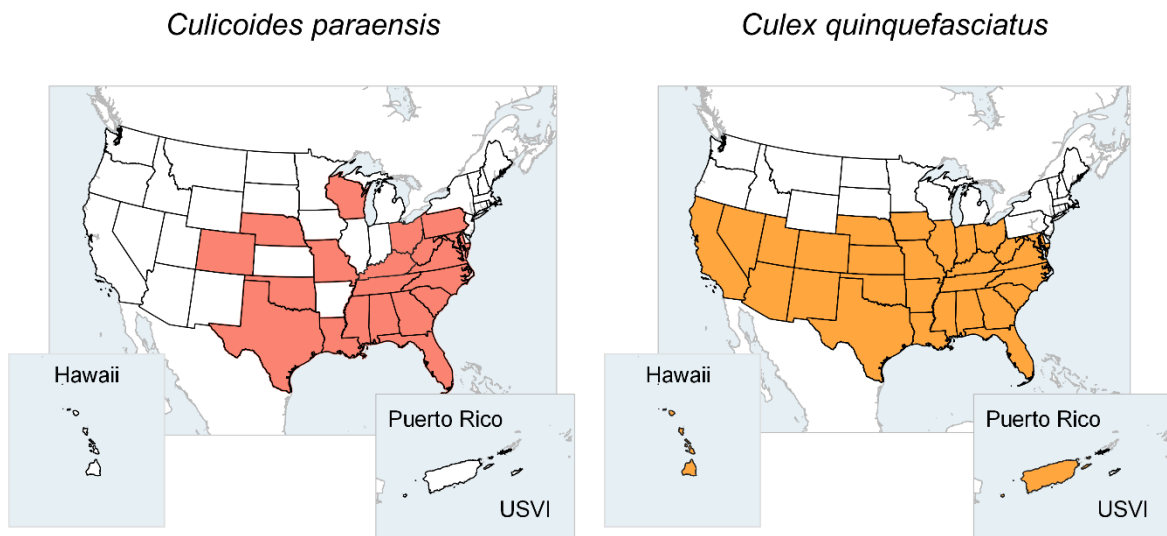 Culicoides paraensis
Culex quinquefasciatus
Hawaii
Puerto Rico
USVI
Hawaii
Puerto Rico
USVI